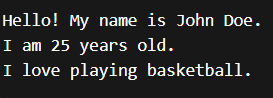 Hello! My name is John Doe.
I am 25 years old.
I love playing basketball.